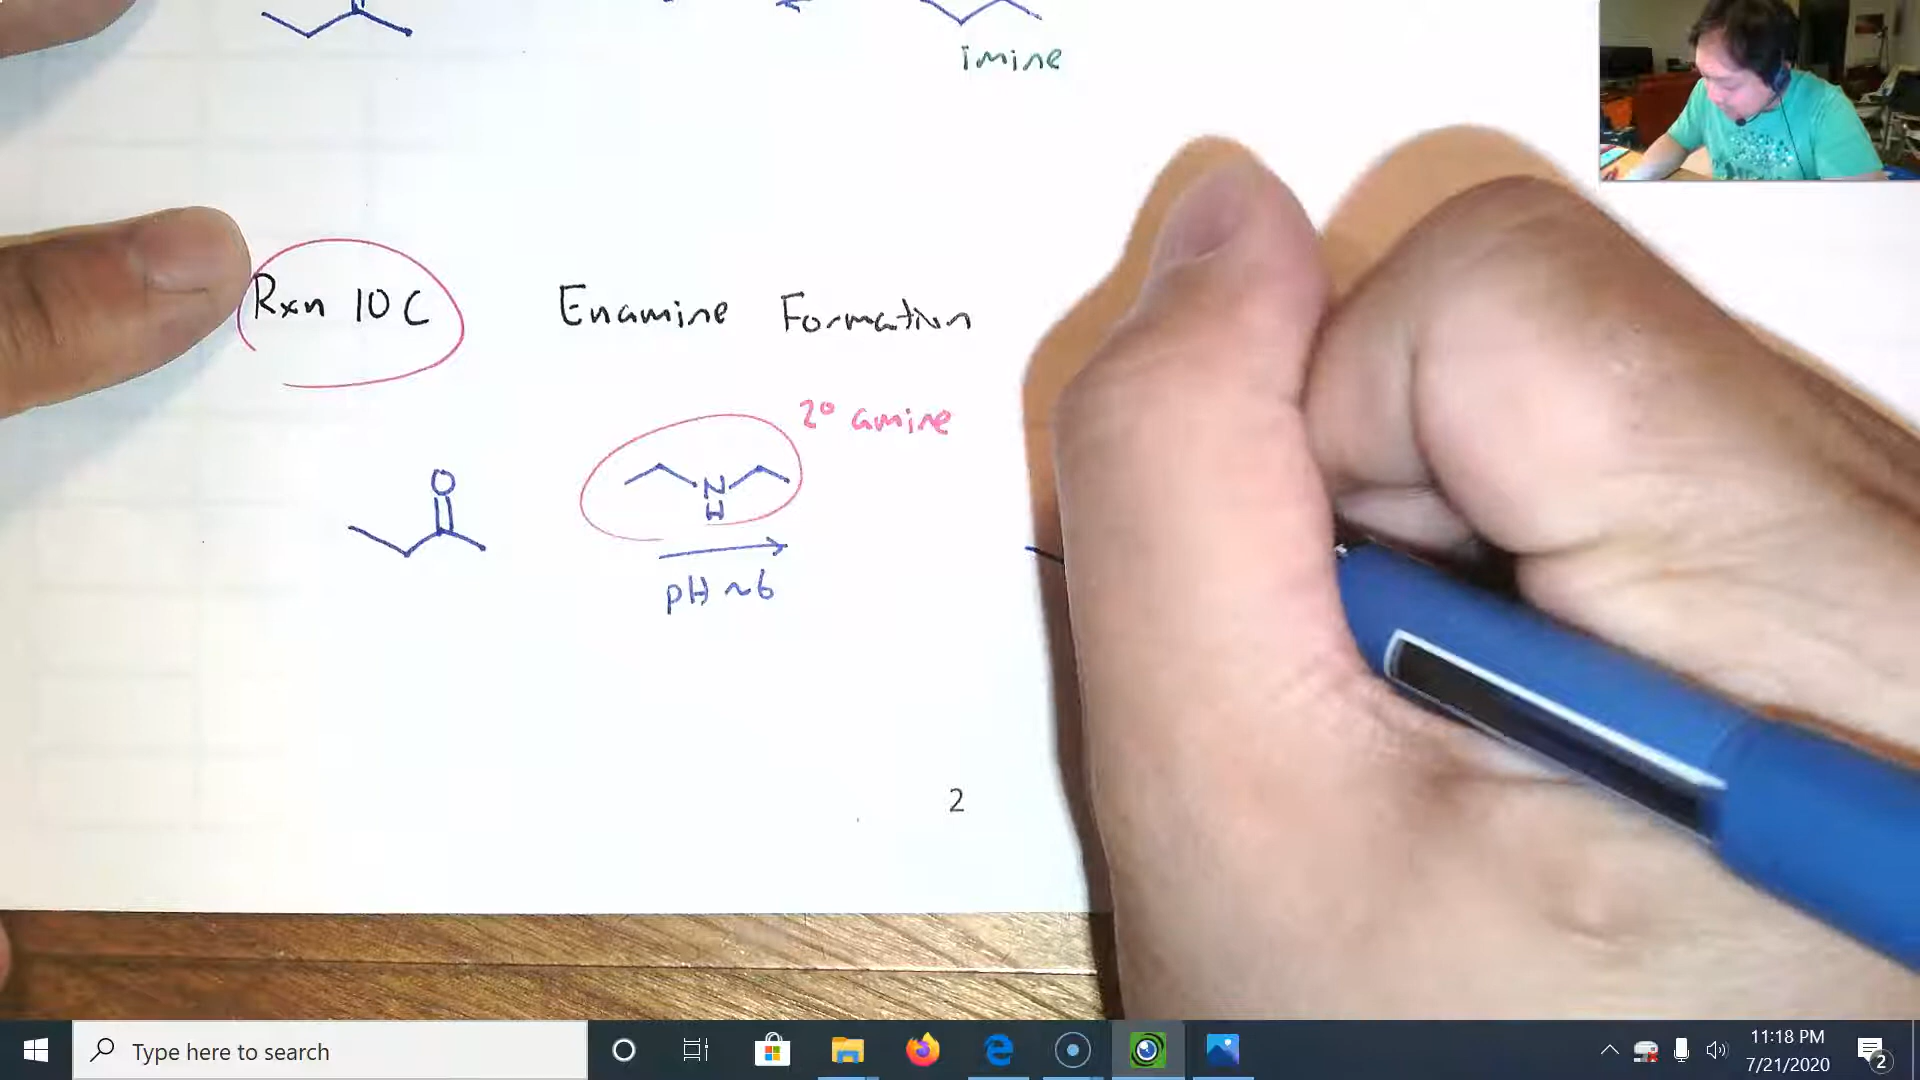 Imine
Rxn 10 C
Enamine Formation
2° amine
O
N
H
pH ~6
2
Type here to search
11:18 PM
7/21/2020
2